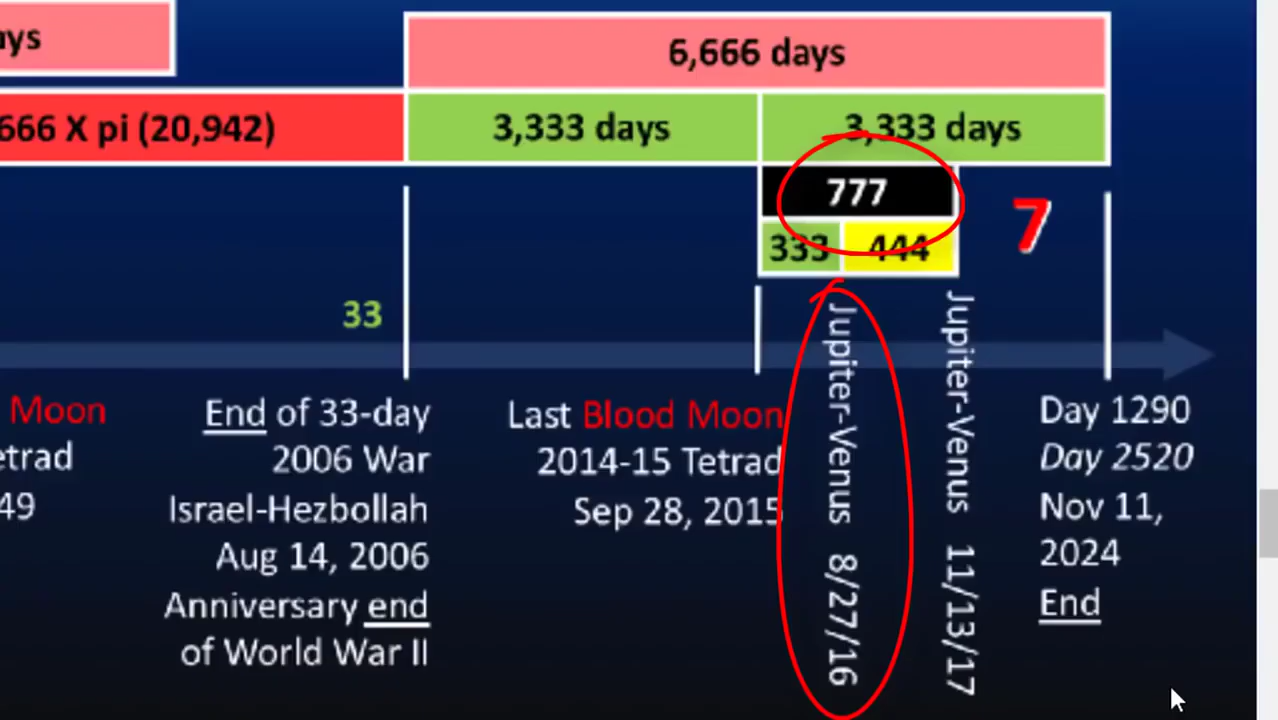 ays
6,666 days
666 X pi (20,942)
3,333 days
3,333 days
777
333
444
7
33
Moon
etrad
49
End of 33-day
2006 War
Israel-Hezbollah
Aug 14, 2006
Anniversary end
of World War II
Last Blood Moon
2014-15 Tetrad
Sep 28, 2015
Jupiter-Venus 8/27/16
Jupiter-Venus 11/13/17
Day 1290
Day 2520
Nov 11,
2024
End